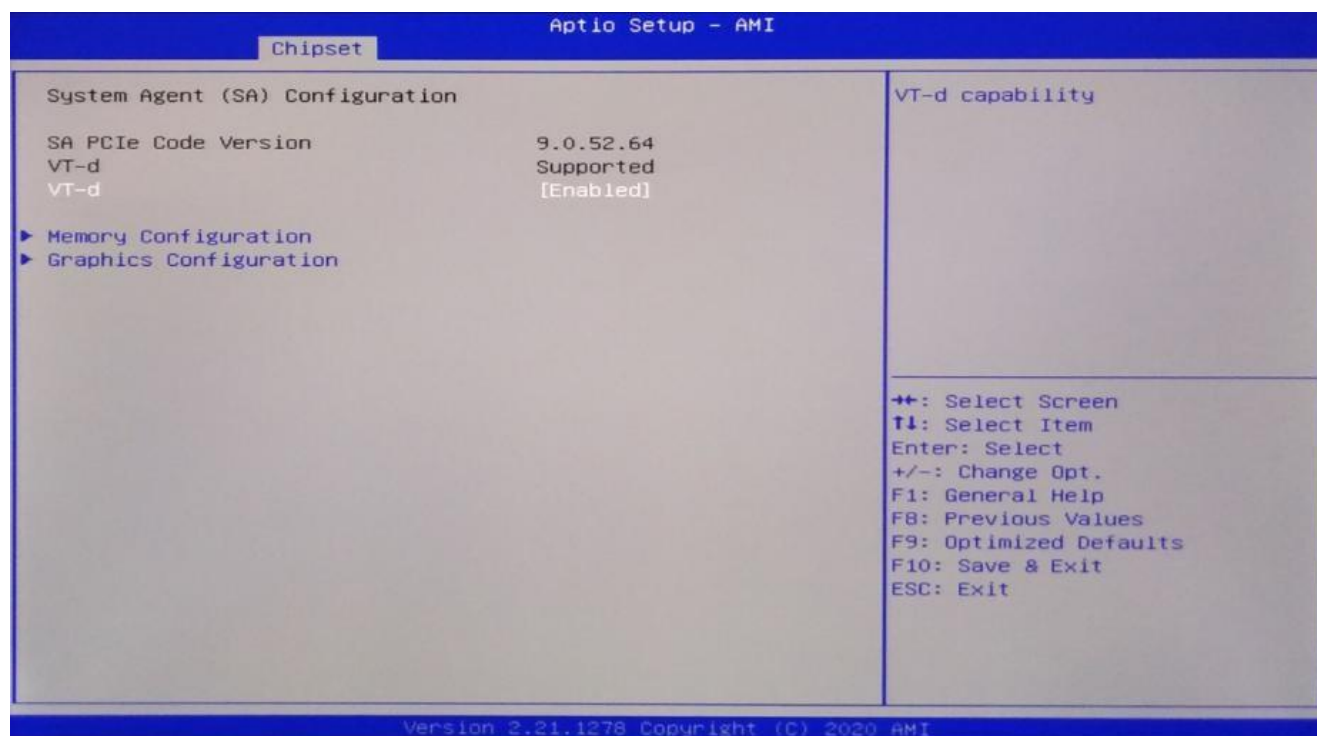 Aptio Setup – AMI
Chipset
System Agent (SA) Configuration
SA PCIe Code Version 9.0.52.64
VT-d Supported
VT-d [Enabled]
▶ Memory Configuration
▶ Graphics Configuration
VT-d capability
→←: Select Screen
↑↓: Select Item
Enter: Select
+/-: Change Opt.
F1: General Help
F8: Previous Values
F9: Optimized Defaults
F10: Save & Exit
ESC: Exit
Version 2.21.1278 Copyright (C) 2020 AMI